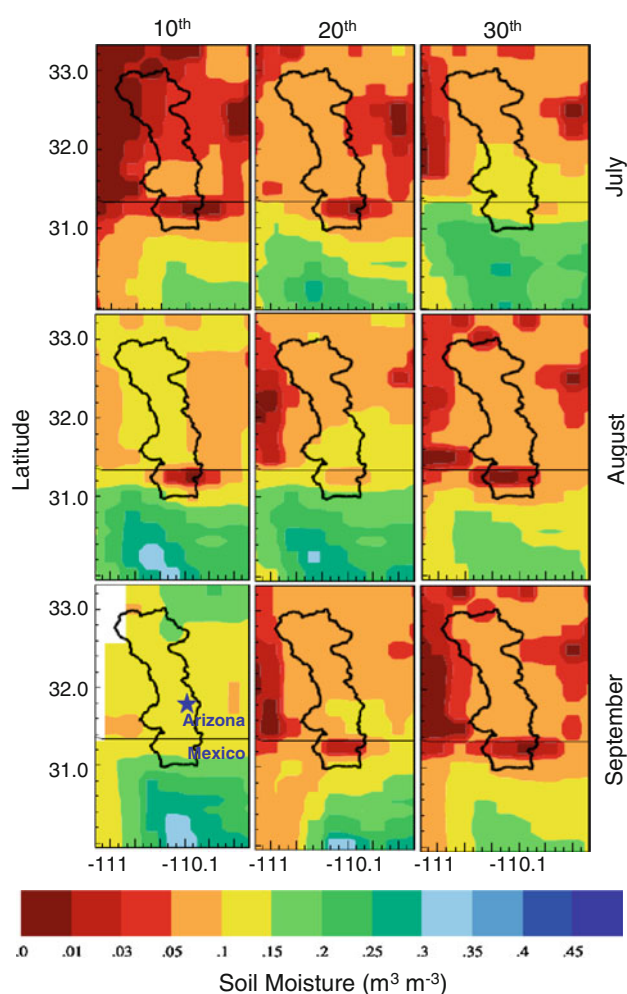 10th 20th 30th
33.0
32.0
31.0
July
33.0
32.0
31.0
Latitude
August
33.0
32.0
31.0
Arizona
Mexico
September
-111 -110.1 -111 -110.1 -111 -110.1
.0 .01 .03 .05 .1 .15 .2 .25 .3 .35 .4 .45
Soil Moisture (m³ m⁻³)